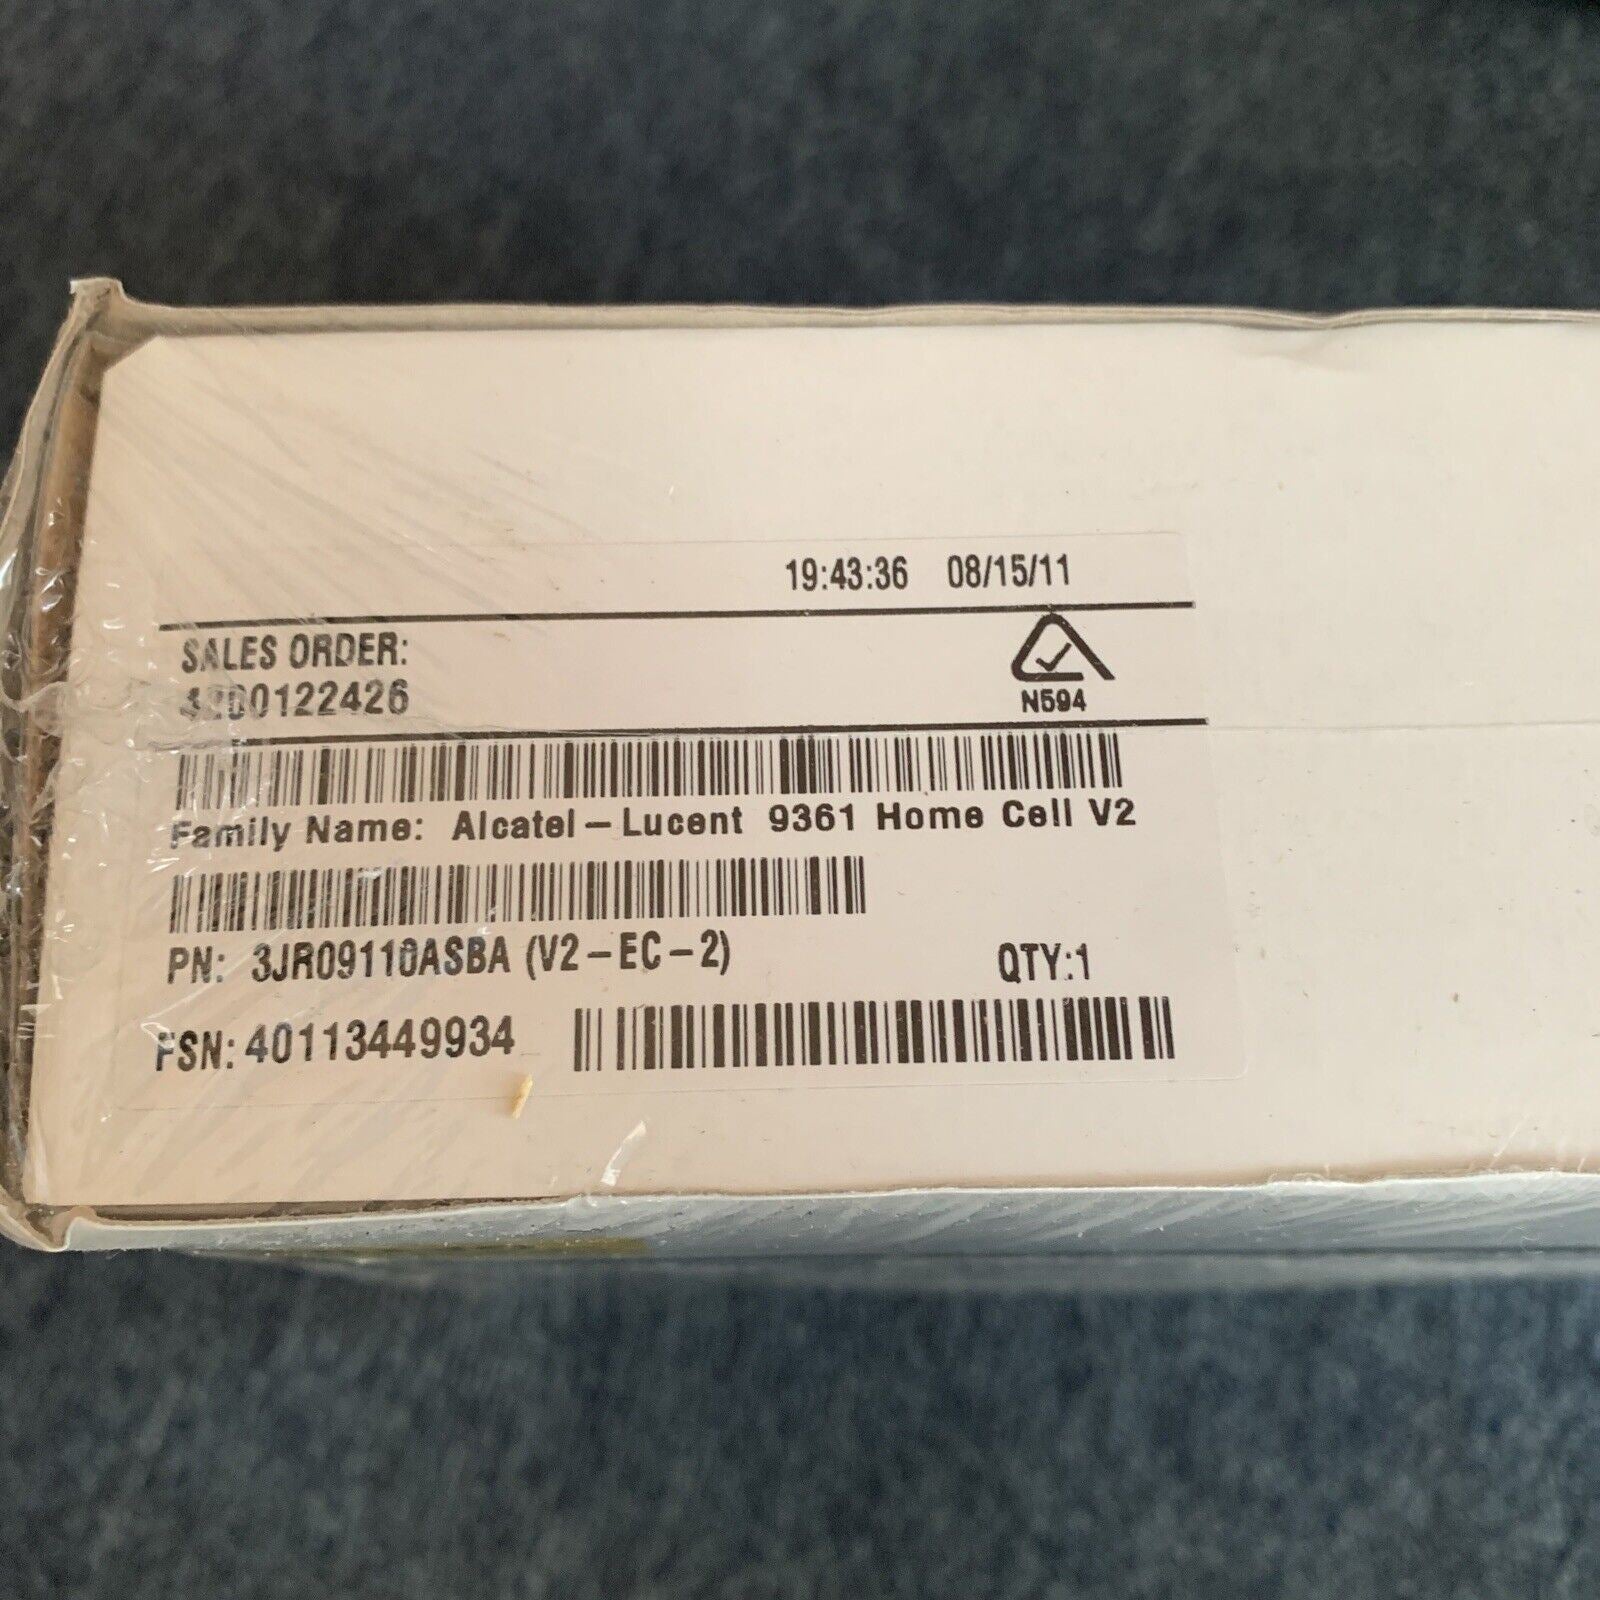 19:43:36 08/15/11
SALES ORDER:
4200122426
N594
Family Name: Alcatel-Lucent 9361 Home Cell V2
PN: 3JR09110ASBA (V2-EC-2) QTY:1
FSN: 40113449934